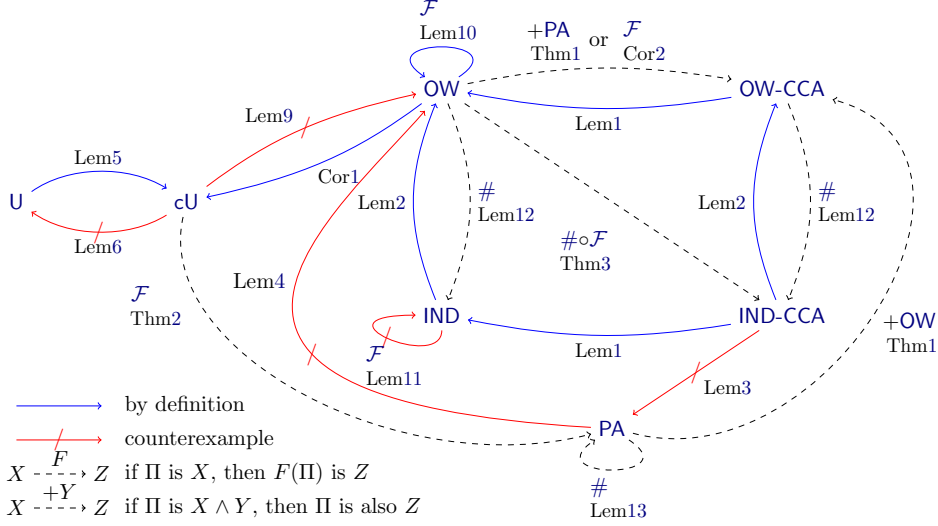 𝓕
Lem10
+PA or 𝓕
Thm1 Cor2
OW
OW-CCA
Lem9
Lem1
Lem5
Cor1
Lem2
#
Lem12
Lem2
#
Lem12
U
cU
Lem6
#∘𝓕
Thm3
Lem4
𝓕
Thm2
IND
IND-CCA
+OW
Thm1
𝓕
Lem11
Lem1
Lem3
by definition
counterexample
PA
X F Z if Π is X, then F(Π) is Z
X +Y Z if Π is X ∧ Y, then Π is also Z
#
Lem13